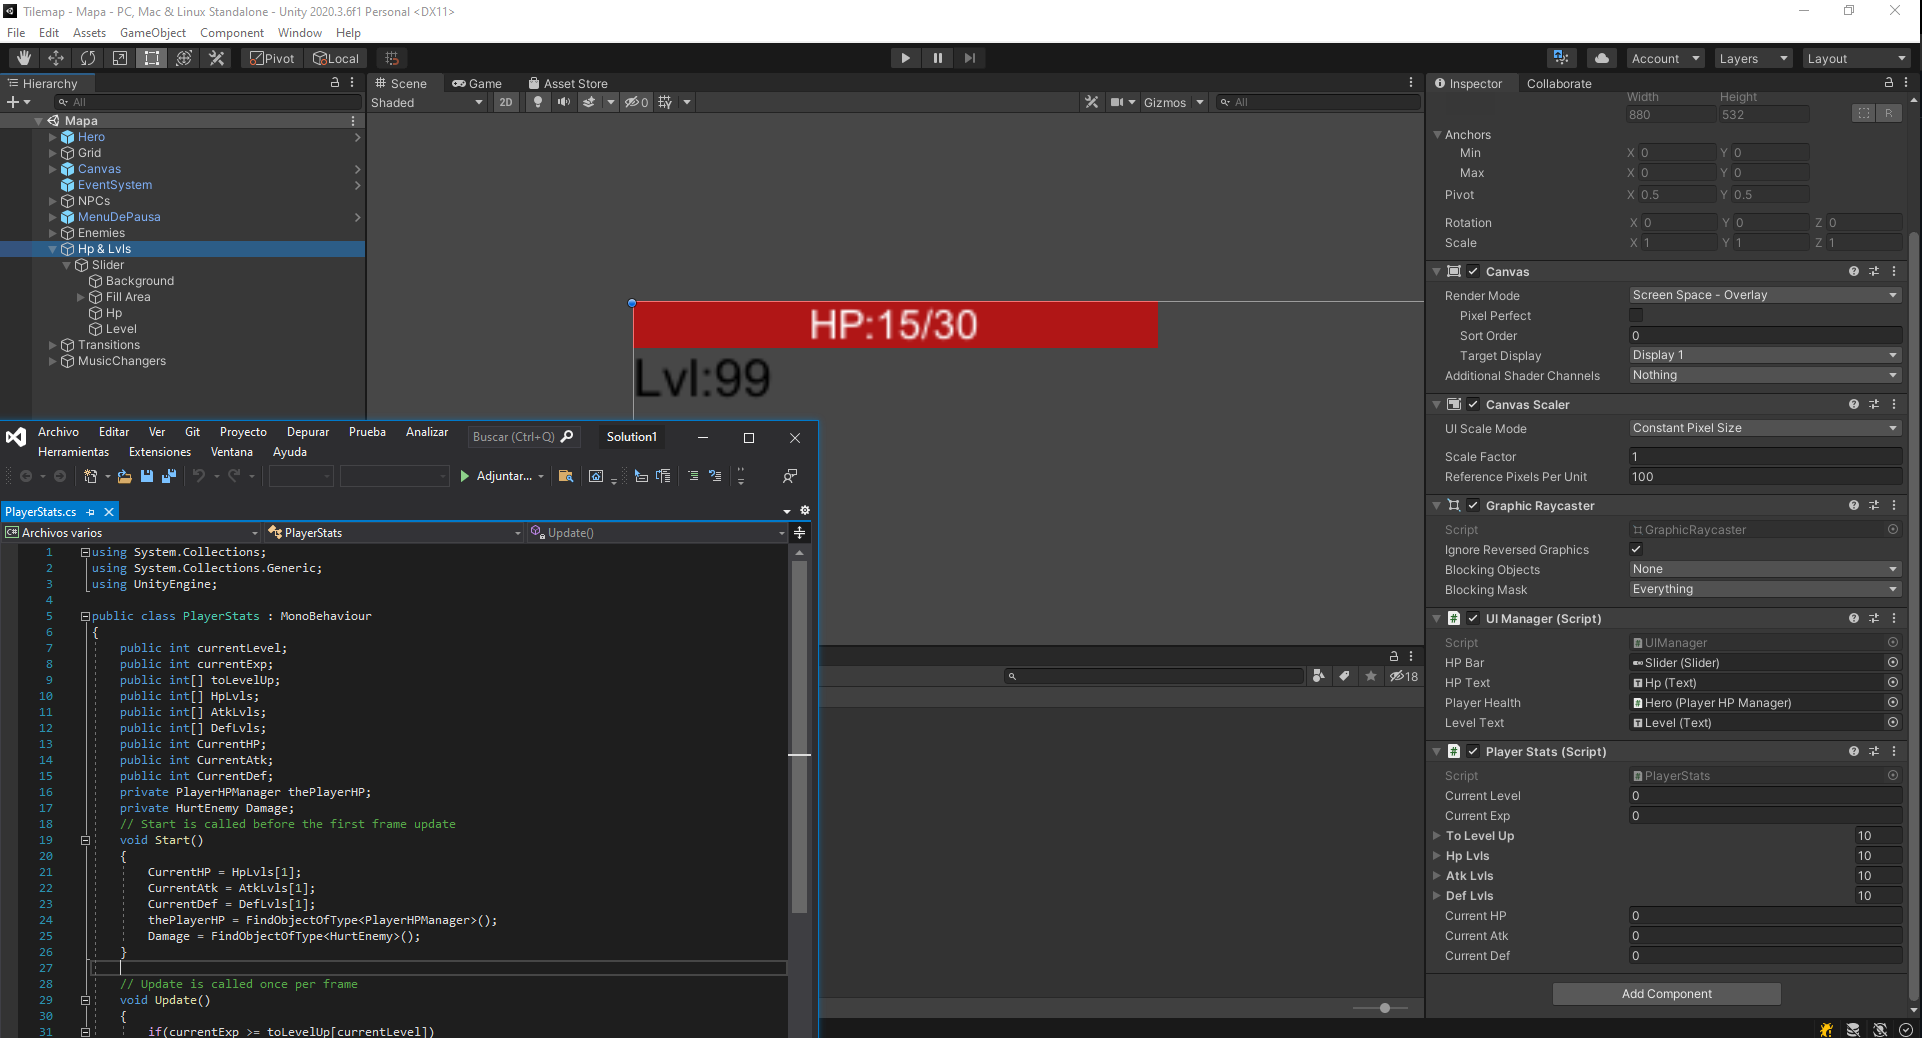 Tilemap - Mapa - PC, Mac & Linux Standalone - Unity 2020.3.6f1 Personal <DX11>
File Edit Assets GameObject Component Window Help
Pivot Local
Account Layers Layout
Hierarchy
All
Mapa
Hero
Grid
Canvas
EventSystem
NPCs
MenuDePausa
Enemies
Hp & Lvls
Slider
Background
Fill Area
Hp
Level
Transitions
MusicChangers
Scene Game Asset Store
Shaded 2D 0 Gizmos All
HP:15/30
Lvl:99
18
Archivo Editar Ver Git Proyecto Depurar Prueba Analizar
Buscar (Ctrl+Q) Solution1
Herramientas Extensiones Ventana Ayuda
Adjuntar...
PlayerStats.cs
C# Archivos varios PlayerStats Update()
1 using System.Collections;
2 using System.Collections.Generic;
3 using UnityEngine;
4
5 public class PlayerStats : MonoBehaviour
6 {
7 public int currentLevel;
8 public int currentExp;
9 public int[] toLevelUp;
10 public int[] HpLvls;
11 public int[] AtkLvls;
12 public int[] DefLvls;
13 public int CurrentHP;
14 public int CurrentAtk;
15 public int CurrentDef;
16 private PlayerHPManager thePlayerHP;
17 private HurtEnemy Damage;
18 // Start is called before the first frame update
19 void Start()
20 {
21 CurrentHP = HpLvls[1];
22 CurrentAtk = AtkLvls[1];
23 CurrentDef = DefLvls[1];
24 thePlayerHP = FindObjectOfType<PlayerHPManager>();
25 Damage = FindObjectOfType<HurtEnemy>();
26 }
27
28 // Update is called once per frame
29 void Update()
30 {
31 if(currentExp >= toLevelUp[currentLevel])
Inspector Collaborate
Width Height
880 532 R
Anchors
Min X 0 Y 0
Max X 0 Y 0
Pivot X 0.5 Y 0.5
Rotation X 0 Y 0 Z 0
Scale X 1 Y 1 Z 1
Canvas
Render Mode Screen Space - Overlay
Pixel Perfect
Sort Order 0
Target Display Display 1
Additional Shader Channels Nothing
Canvas Scaler
UI Scale Mode Constant Pixel Size
Scale Factor 1
Reference Pixels Per Unit 100
Graphic Raycaster
Script GraphicRaycaster
Ignore Reversed Graphics
Blocking Objects None
Blocking Mask Everything
# UI Manager (Script)
Script UIManager
HP Bar Slider (Slider)
HP Text Hp (Text)
Player Health Hero (Player HP Manager)
Level Text Level (Text)
# Player Stats (Script)
Script PlayerStats
Current Level 0
Current Exp 0
To Level Up 10
Hp Lvls 10
Atk Lvls 10
Def Lvls 10
Current HP 0
Current Atk 0
Current Def 0
Add Component